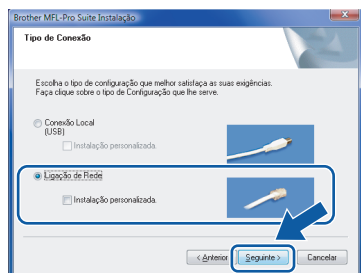 Brother MFL-Pro Suite Instalação
Tipo de Conexão
Escolha o tipo de configuração que melhor satisfaça as suas exigências.
Faça clique sobre o tipo de Configuração que lhe serve.
Conexão Local
(USB)
Instalação personalizada.
Ligação de Rede
Instalação personalizada.
< Anterior
Seguinte >
Cancelar